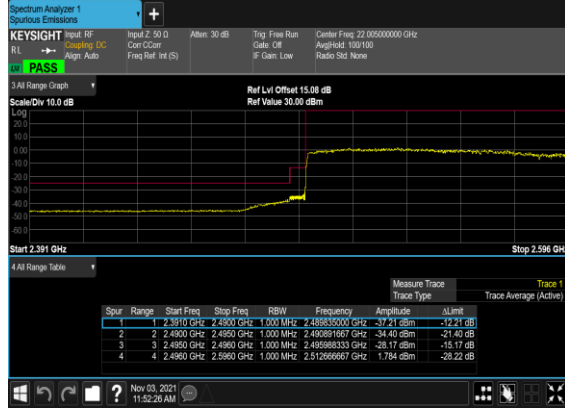 Spectrum Analyzer 1
Spurious Emissions
+
KEYSIGHT Input: RF Input Z: 50 Ω Atten: 30 dB Trig: Free Run Center Freq: 22.005000000 GHz
RL Coupling: DC Corr CCorr Gate: Off Avg|Hold: 100/100
Align: Auto Freq Ref: Int (S) IF Gain: Low Radio Std: None
PASS
3 All Range Graph Ref Lvl Offset 15.08 dB
Scale/Div 10.0 dB Ref Value 30.00 dBm
Log
20.0
10.0
0.00
-10.0
-20.0
-30.0
-40.0
-50.0
-60.0
Start 2.391 GHz Stop 2.596 GHz
4 All Range Table
Measure Trace Trace 1
Trace Type Trace Average (Active)
Spur Range Start Freq Stop Freq RBW Frequency Amplitude ΔLimit
1 1 2.3910 GHz 2.4900 GHz 1.000 MHz 2.489835000 GHz -37.21 dBm -12.21 dB
2 2 2.4900 GHz 2.4950 GHz 1.000 MHz 2.490891667 GHz -34.40 dBm -21.40 dB
3 3 2.4950 GHz 2.4960 GHz 1.000 MHz 2.495988333 GHz -28.17 dBm -15.17 dB
4 4 2.4960 GHz 2.5960 GHz 1.000 MHz 2.512666667 GHz 1.784 dBm -28.22 dB
? Nov 03, 2021
11:52:26 AM